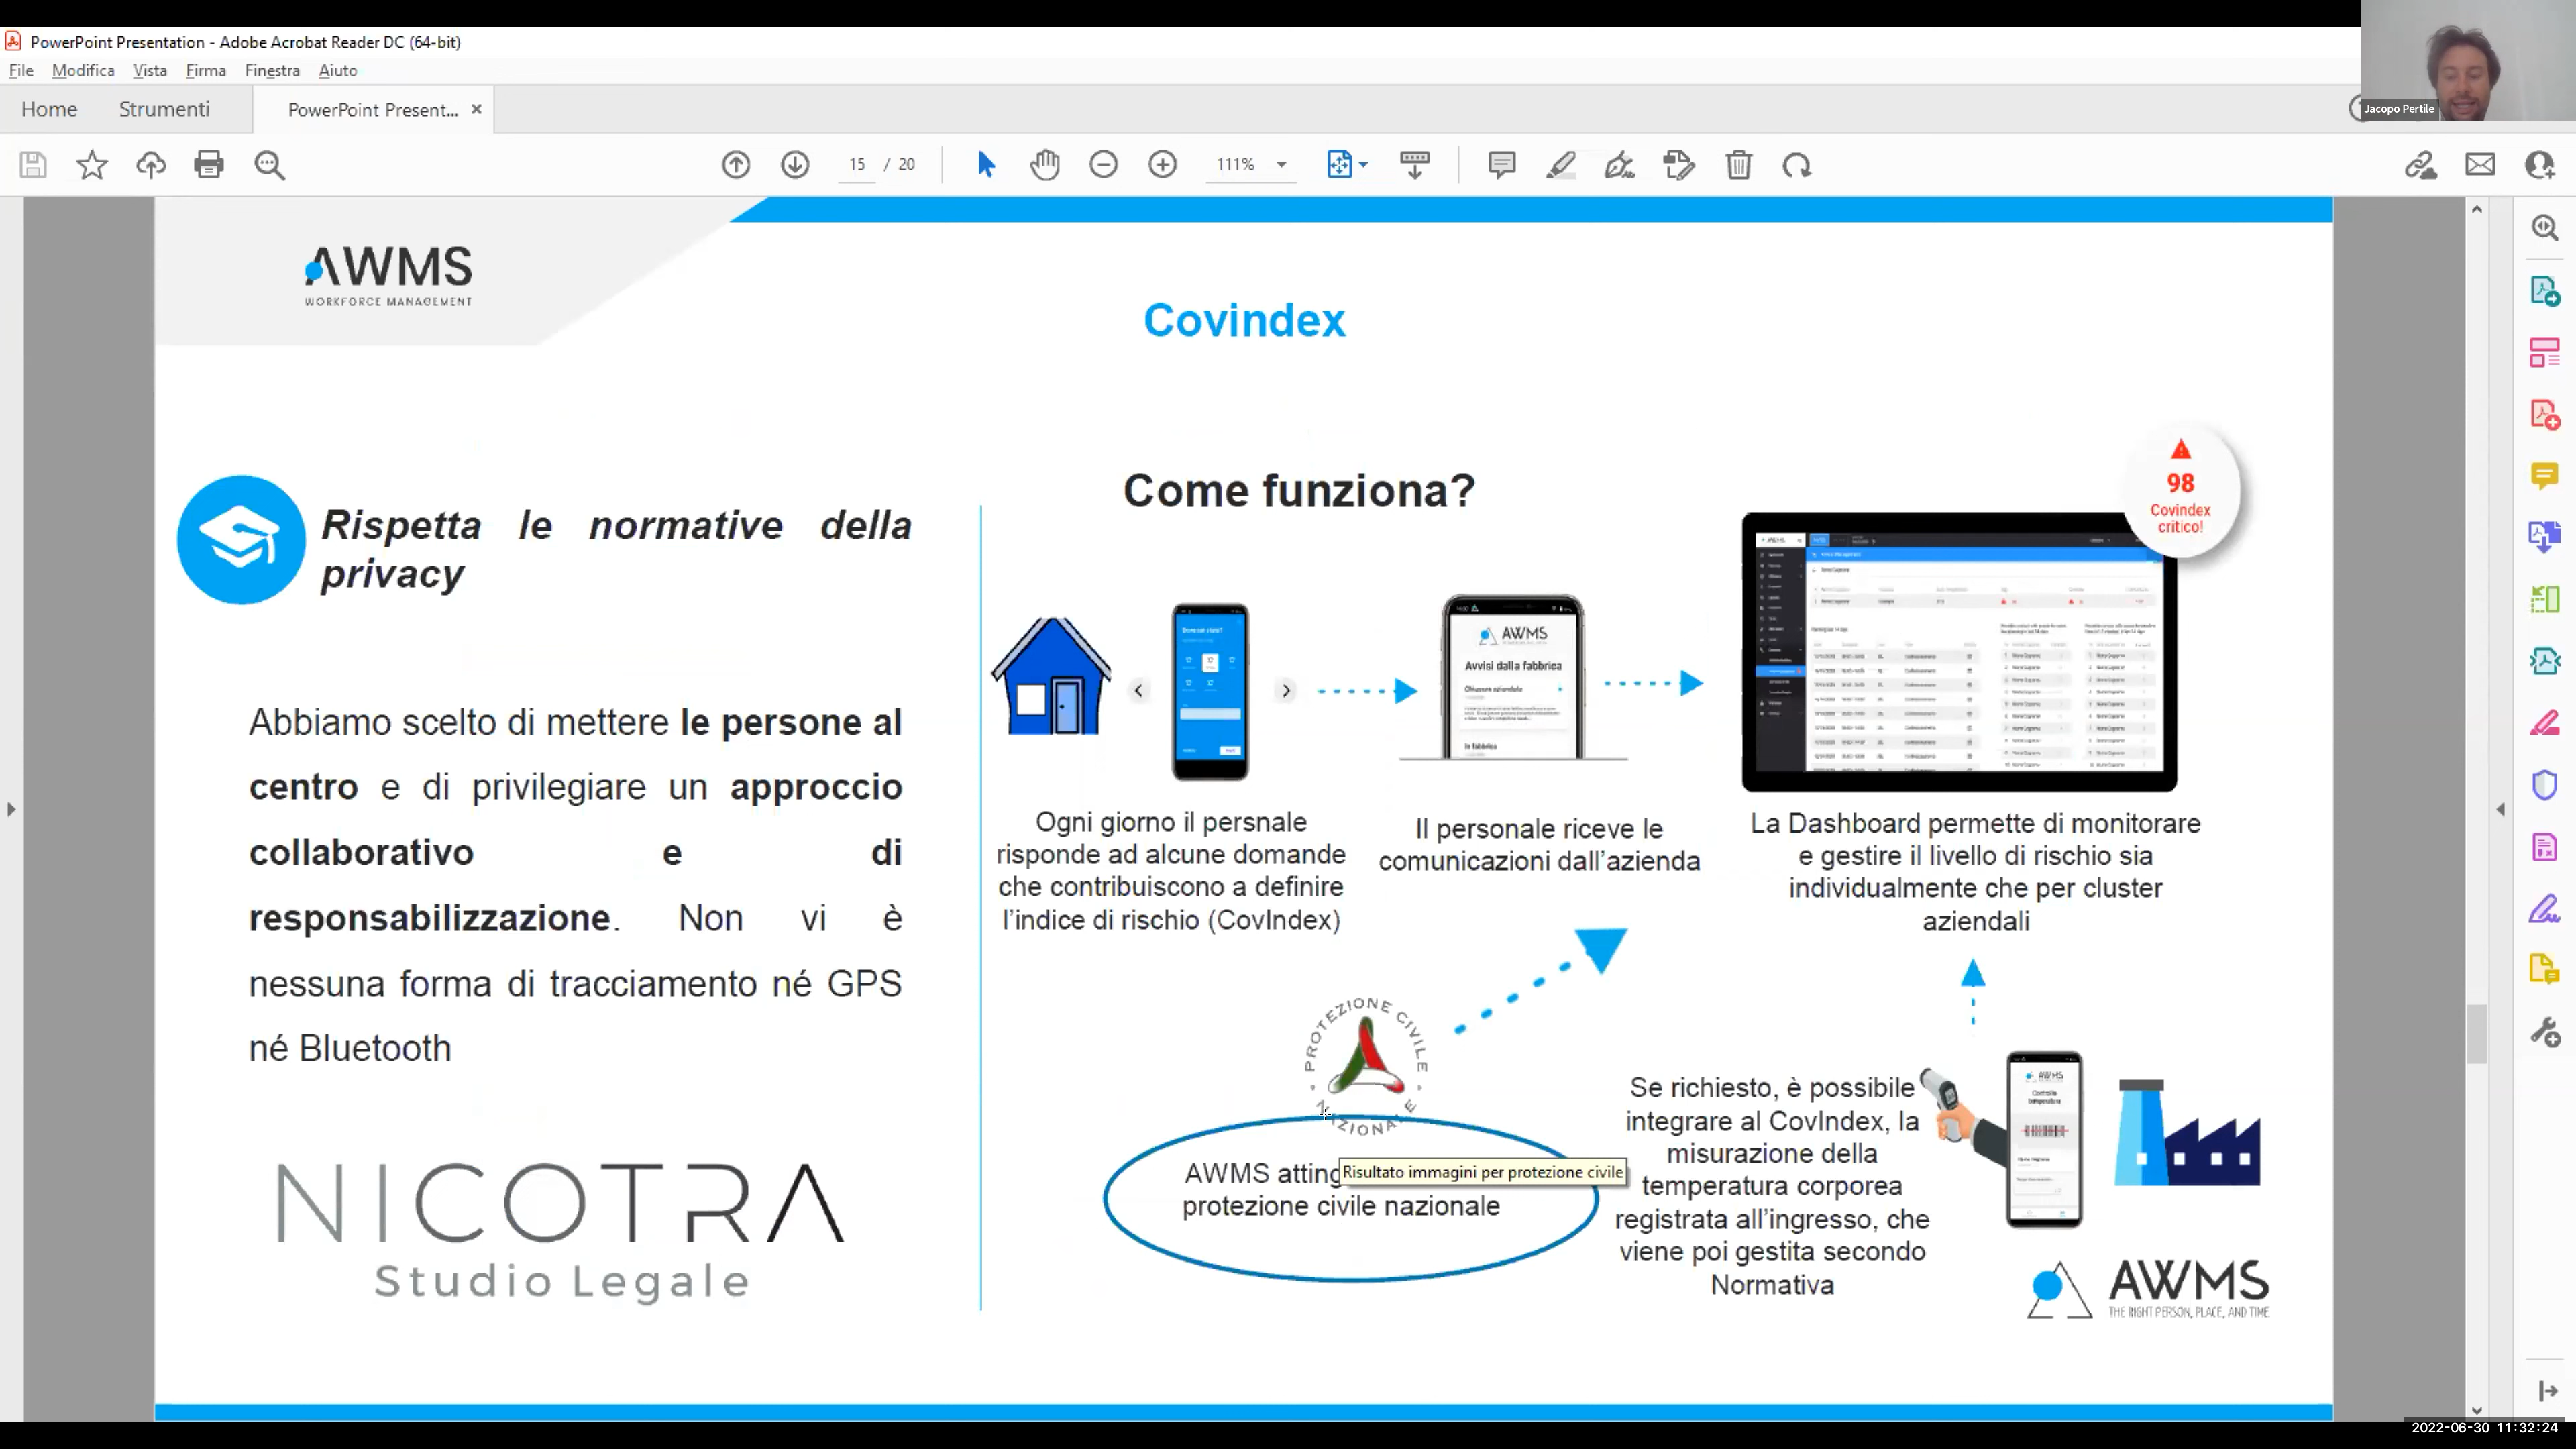 PowerPoint Presentation - Adobe Acrobat Reader DC (64-bit)
File Modifica Vista Firma Finestra Aiuto
Home Strumenti PowerPoint Present...
Jacopo Pertile
15 / 20
111%
AWMS
WORKFORCE MANAGEMENT
Covindex
Rispetta le normative della
privacy
Abbiamo scelto di mettere le persone al
centro e di privilegiare un approccio
collaborativo e di
responsabilizzazione. Non vi è
nessuna forma di tracciamento né GPS
né Bluetooth
NICOTRA
Studio Legale
Come funziona?
98
Covindex
critico!
AWMS
Avvisi dalla fabbrica
Chiusura aziendale
In fabbrica
Ogni giorno il persnale
risponde ad alcune domande
che contribuiscono a definire
l'indice di rischio (CovIndex)
Il personale riceve le
comunicazioni dall'azienda
La Dashboard permette di monitorare
e gestire il livello di rischio sia
individualmente che per cluster
aziendali
PROTEZIONE CIVILE
NAZIONALE
AWMS atting
Risultato immagini per protezione civile
protezione civile nazionale
Se richiesto, è possibile
integrare al CovIndex, la
misurazione della
temperatura corporea
registrata all'ingresso, che
viene poi gestita secondo
Normativa
AWMS
Controllo
temperatura
AWMS
THE RIGHT PERSON, PLACE, AND TIME
2022-06-30 11:32:24